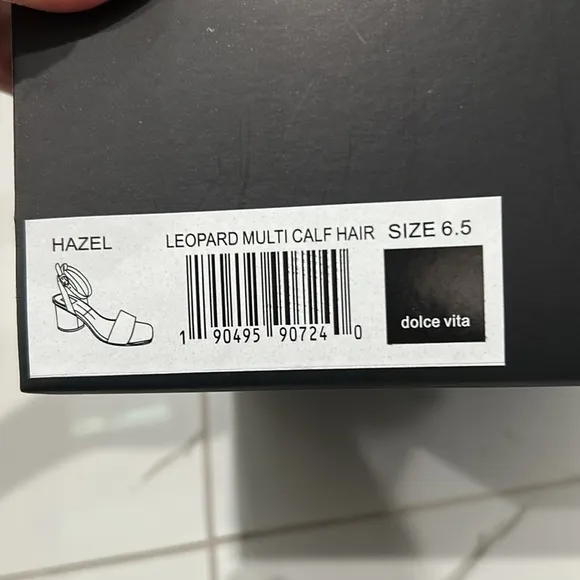 HAZEL
LEOPARD MULTI CALF HAIR
SIZE 6.5
1 90495 90724 0
dolce vita